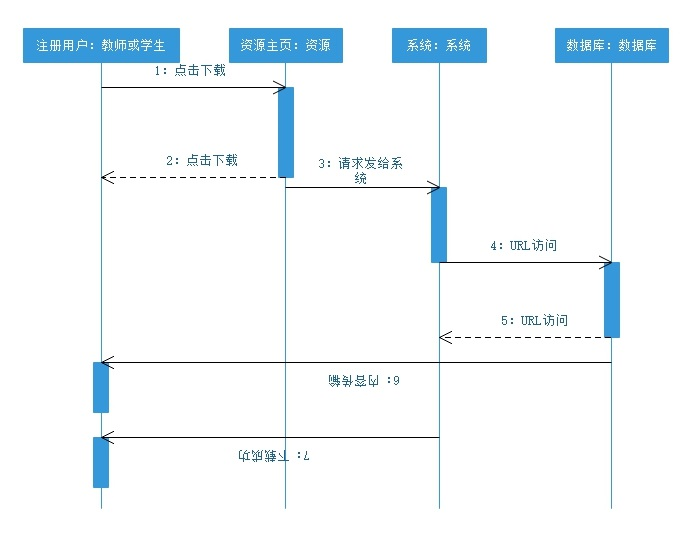 注册用户：教师或学生
资源主页：资源
系统：系统
数据库：数据库
1：点击下载
2：点击下载
3：请求发给系
统
4：URL访问
5：URL访问
6：内容传输
7：下载成功